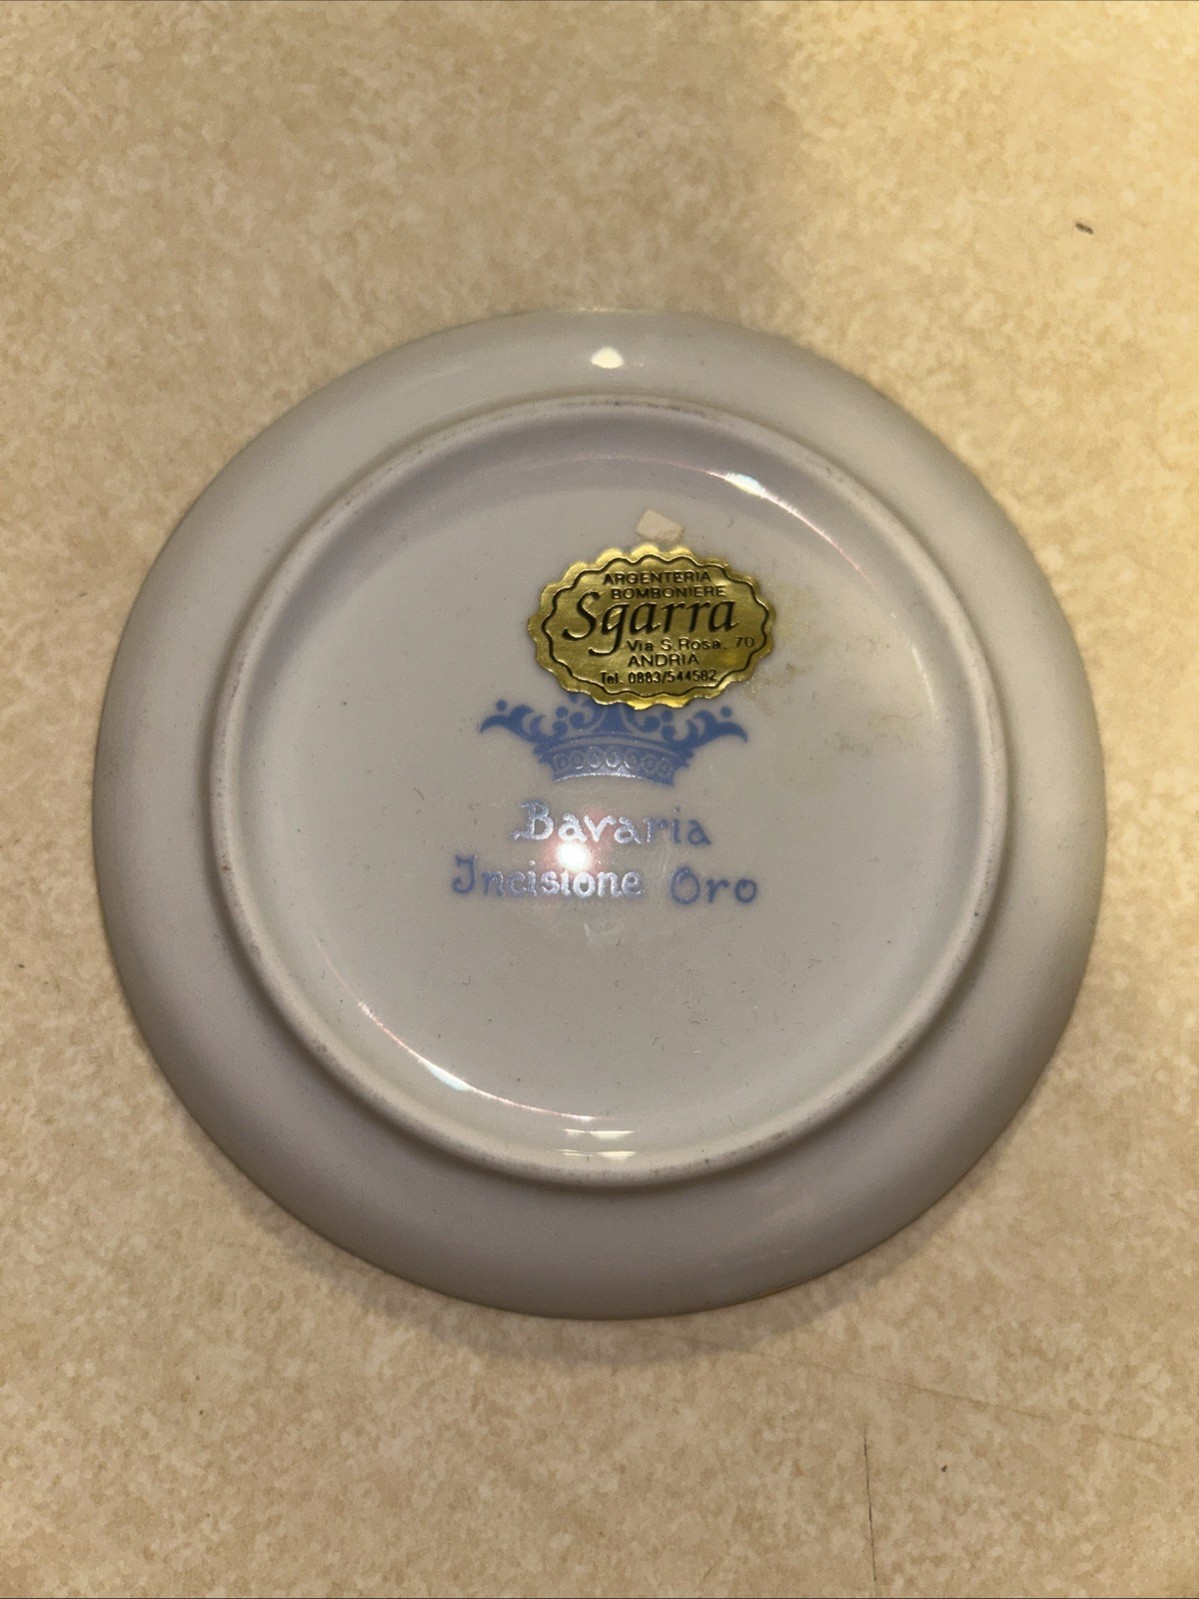 ARGENTERIA
BOMBONIERE
Sgarra
Via S. Rosa, 70
ANDRIA
Tel. 0883/544582
Bavaria
Incisione Oro